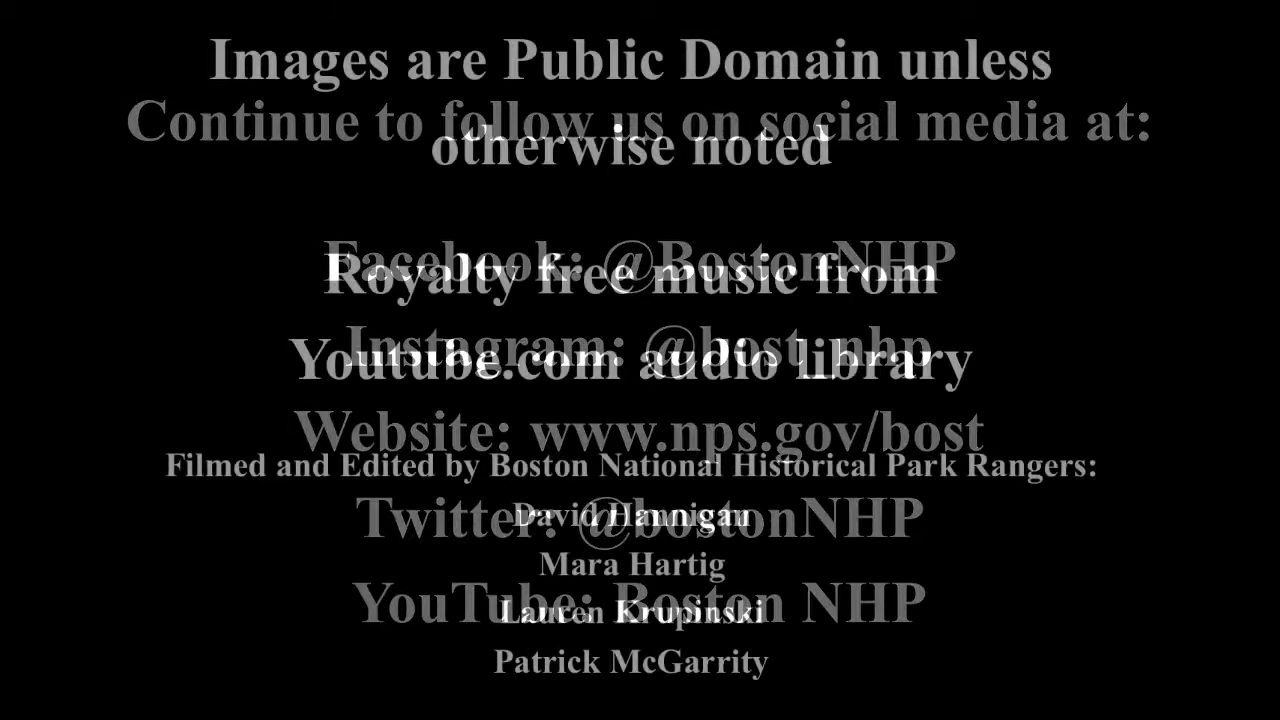 Images are Public Domain unless
Continue to follow us on social media at:
otherwise noted
Facebook: @BostonNHP
Royalty free music from
Instagram: @bost_nhp
Youtube.com audio library
Website: www.nps.gov/bost
Filmed and Edited by Boston National Historical Park Rangers:
Twitter: @bostonNHP
David Hannigan
Mara Hartig
YouTube: Boston NHP
Lauren Krupinski
Patrick McGarrity